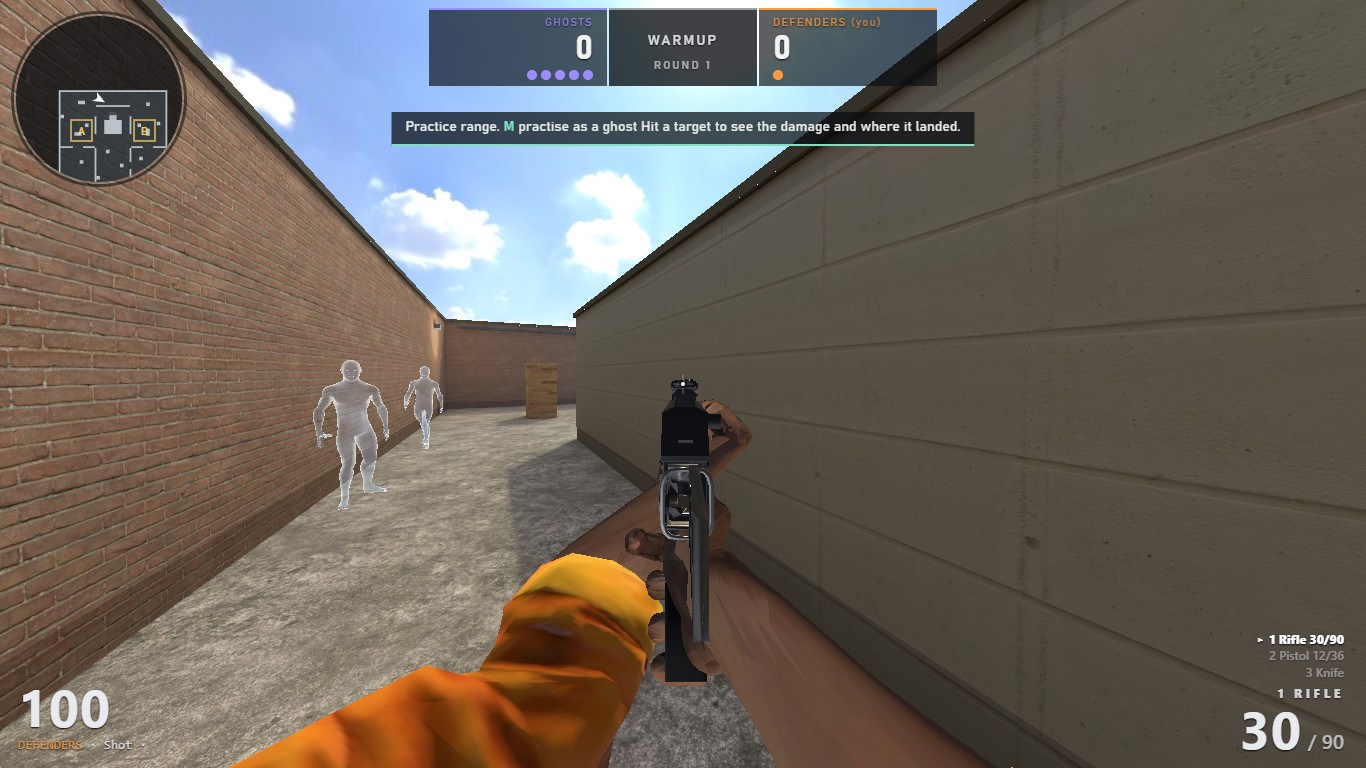 GHOSTS
0
WARMUP
ROUND 1
DEFENDERS (you)
0
A
B
Practice range. M practise as a ghost Hit a target to see the damage and where it landed.
▸ 1 Rifle 30/90
2 Pistol 12/36
3 Knife
1 RIFLE
30 / 90
100
DEFENDERS · Shot ·